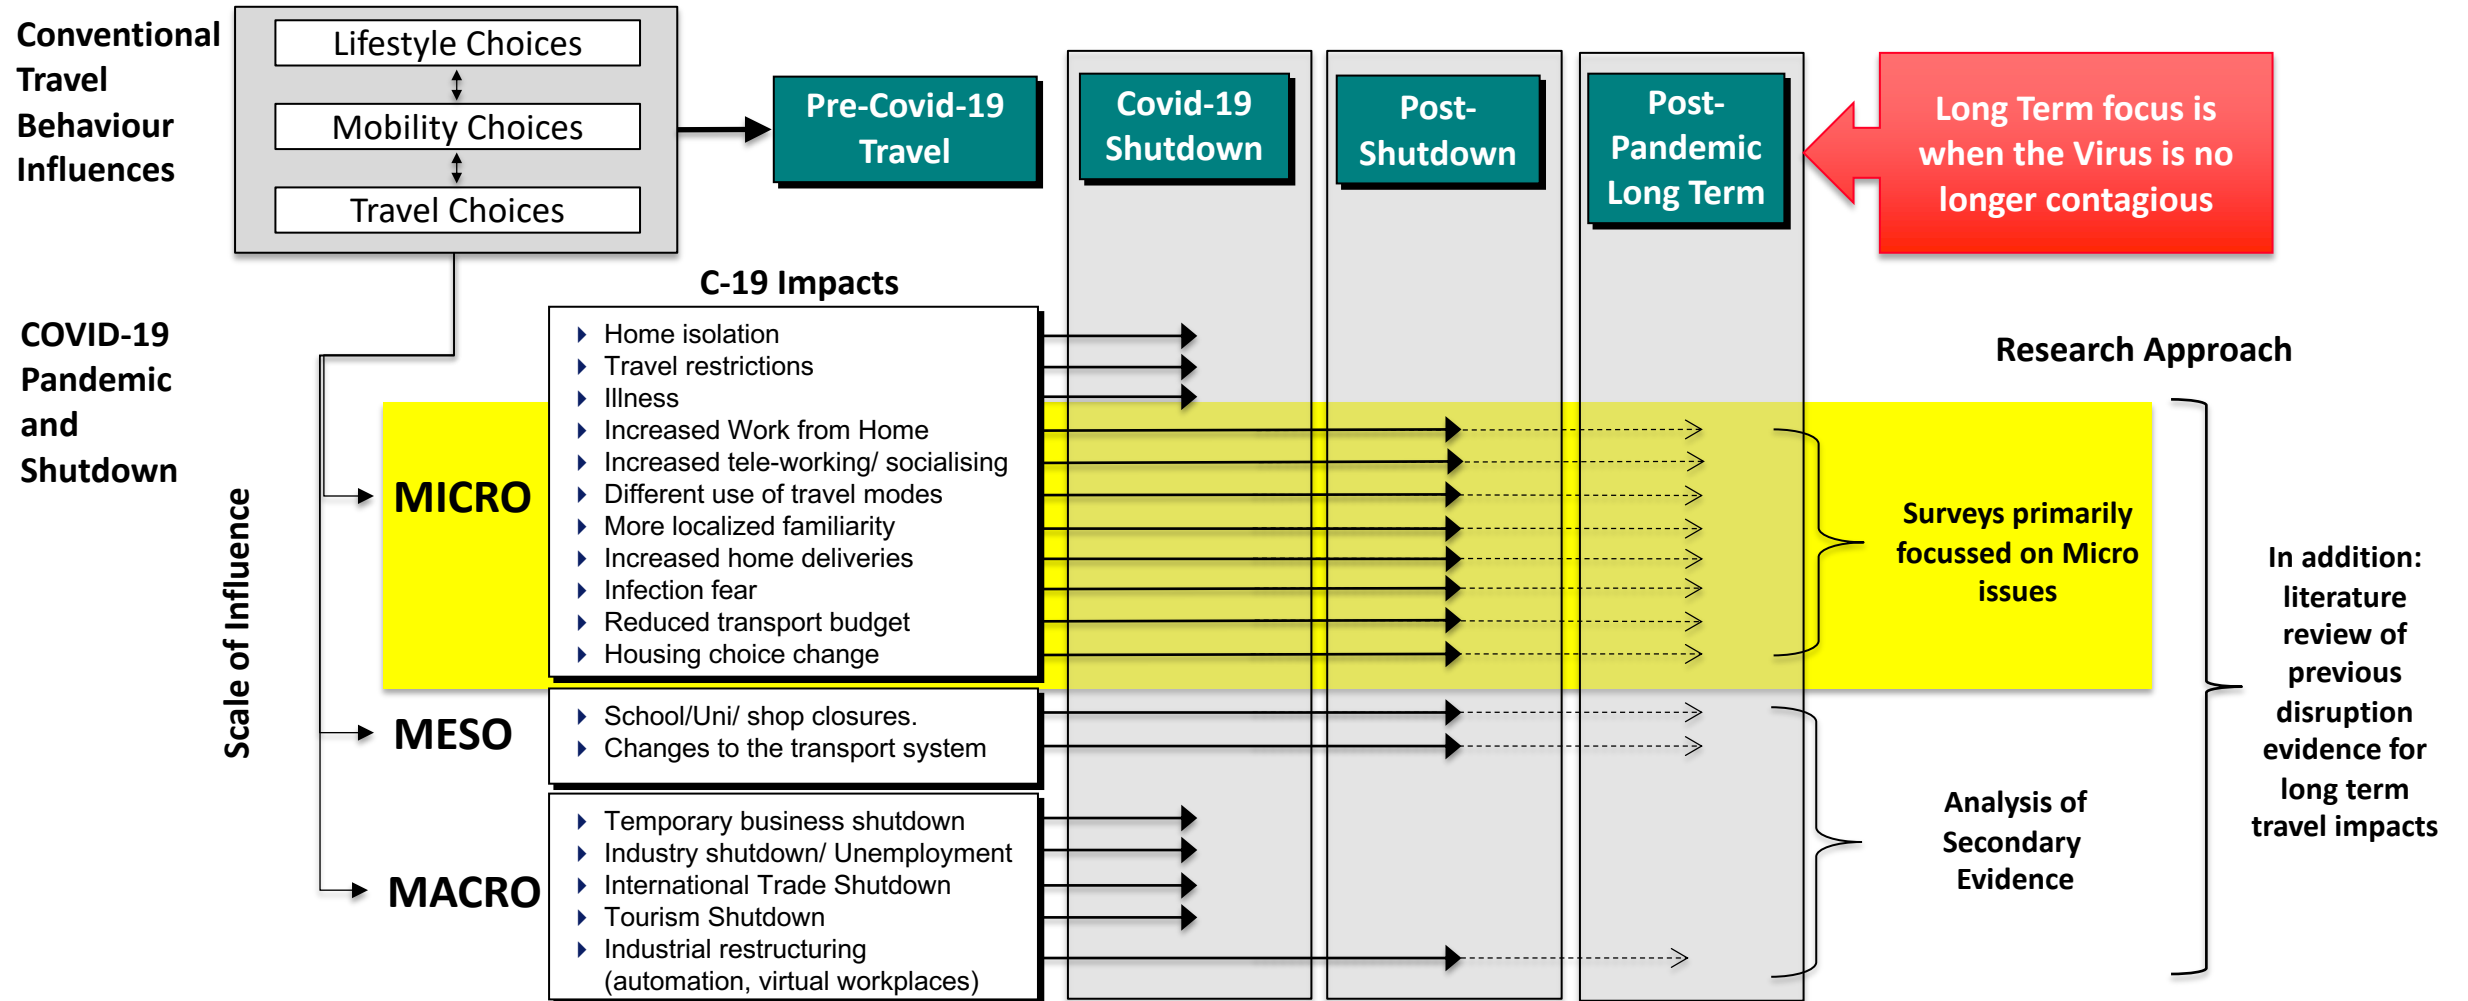 Conventional
Travel
Behaviour
Influences
Lifestyle Choices
Mobility Choices
Travel Choices
Pre-Covid-19
Travel
Covid-19
Shutdown
Post-
Shutdown
Post-
Pandemic
Long Term
Long Term focus is
when the Virus is no
longer contagious
COVID-19
Pandemic
and
Shutdown
Scale of Influence
C-19 Impacts
MICRO
Home isolation
Travel restrictions
Illness
Increased Work from Home
Increased tele-working/ socialising
Different use of travel modes
More localized familiarity
Increased home deliveries
Infection fear
Reduced transport budget
Housing choice change
MESO
School/Uni/ shop closures.
Changes to the transport system
MACRO
Temporary business shutdown
Industry shutdown/ Unemployment
International Trade Shutdown
Tourism Shutdown
Industrial restructuring
(automation, virtual workplaces)
Research Approach
Surveys primarily
focussed on Micro
issues
Analysis of
Secondary
Evidence
In addition:
literature
review of
previous
disruption
evidence for
long term
travel impacts